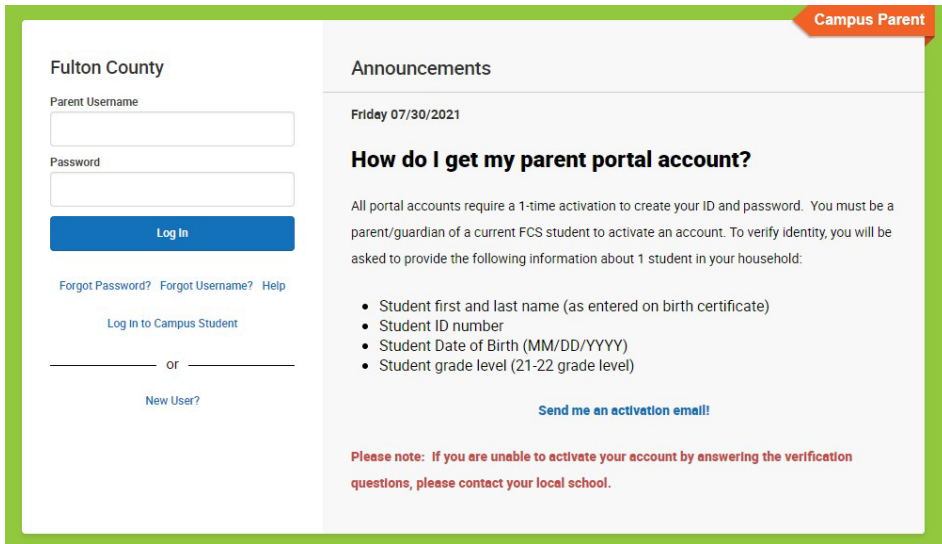 Campus Parent
Fulton County
Parent Username
Password
Log In
Forgot Password? Forgot Username? Help
Log in to Campus Student
or
New User?
Announcements
Friday 07/30/2021
How do I get my parent portal account?
All portal accounts require a 1-time activation to create your ID and password. You must be a
parent/guardian of a current FCS student to activate an account. To verify identity, you will be
asked to provide the following information about 1 student in your household:
• Student first and last name (as entered on birth certificate)
• Student ID number
• Student Date of Birth (MM/DD/YYYY)
• Student grade level (21-22 grade level)
Send me an activation email!
Please note: If you are unable to activate your account by answering the verification
questions, please contact your local school.